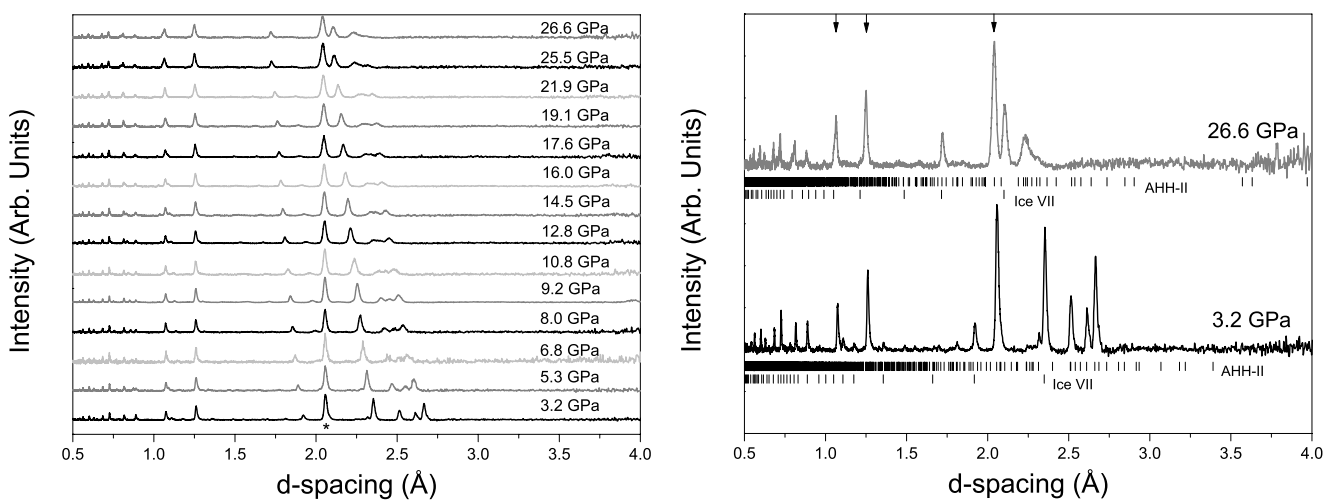 Intensity (Arb. Units)
26.6 GPa
25.5 GPa
21.9 GPa
19.1 GPa
17.6 GPa
16.0 GPa
14.5 GPa
12.8 GPa
10.8 GPa
9.2 GPa
8.0 GPa
6.8 GPa
5.3 GPa
3.2 GPa
*
0.5 1.0 1.5 2.0 2.5 3.0 3.5 4.0
d-spacing (Å)
Intensity (Arb. Units)
26.6 GPa
AHH-II
Ice VII
3.2 GPa
AHH-II
Ice VII
0.5 1.0 1.5 2.0 2.5 3.0 3.5 4.0
d-spacing (Å)